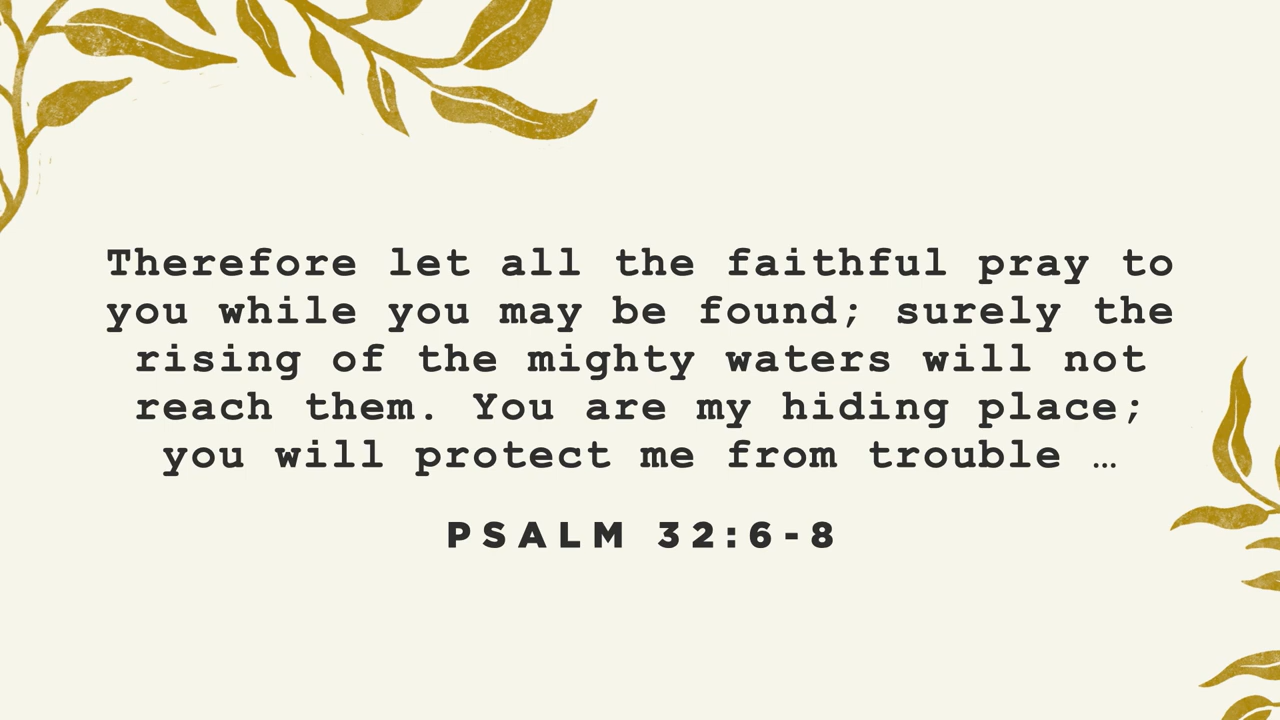 Therefore let all the faithful pray to
you while you may be found; surely the
rising of the mighty waters will not
reach them. You are my hiding place;
you will protect me from trouble …
PSALM 32:6-8